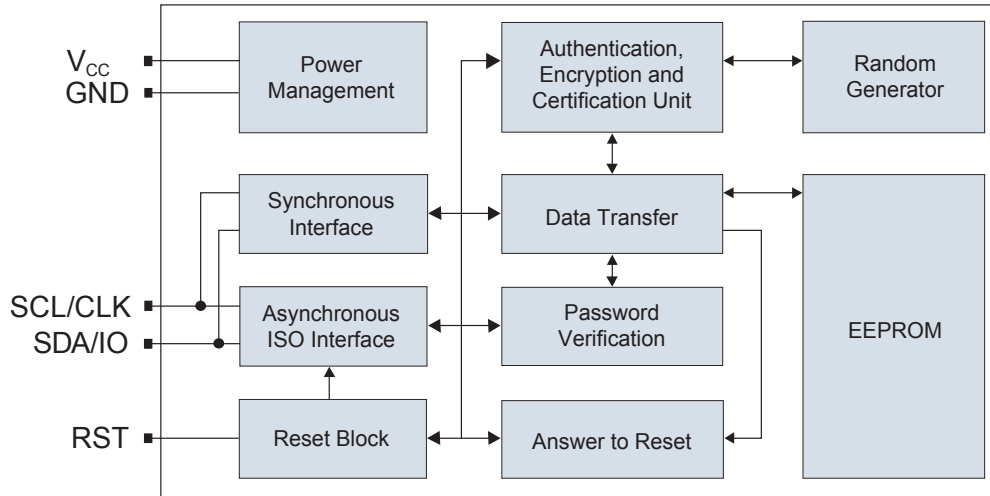 V_CC
GND
Power
Management
Authentication,
Encryption and
Certification Unit
Random
Generator
Synchronous
Interface
Data Transfer
SCL/CLK
SDA/IO
Asynchronous
ISO Interface
Password
Verification
EEPROM
RST
Reset Block
Answer to Reset